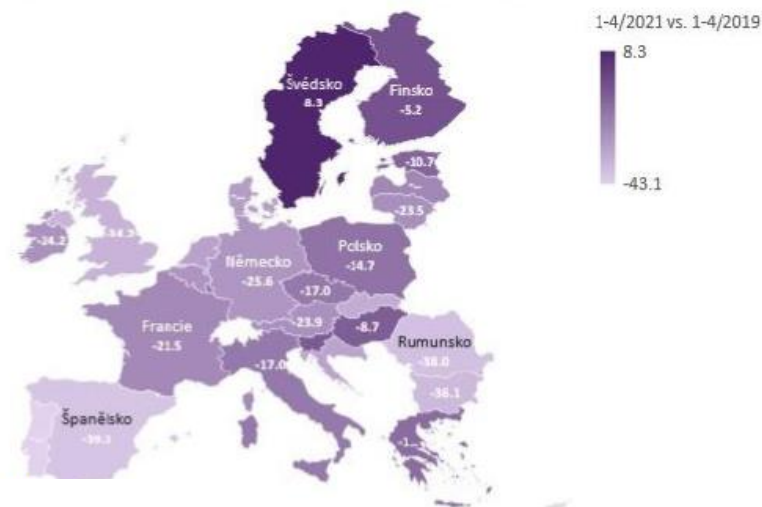 1-4/2021 vs. 1-4/2019
8.3
-43.1
Švédsko
8.3
Finsko
-5.2
-10.7
-23.5
-24.2
-34.3
Polsko
-14.7
Německo
-25.6
-17.0
-23.9
-8.7
Francie
-21.5
Rumunsko
-38.0
-17.0
-36.1
Španělsko
-1...